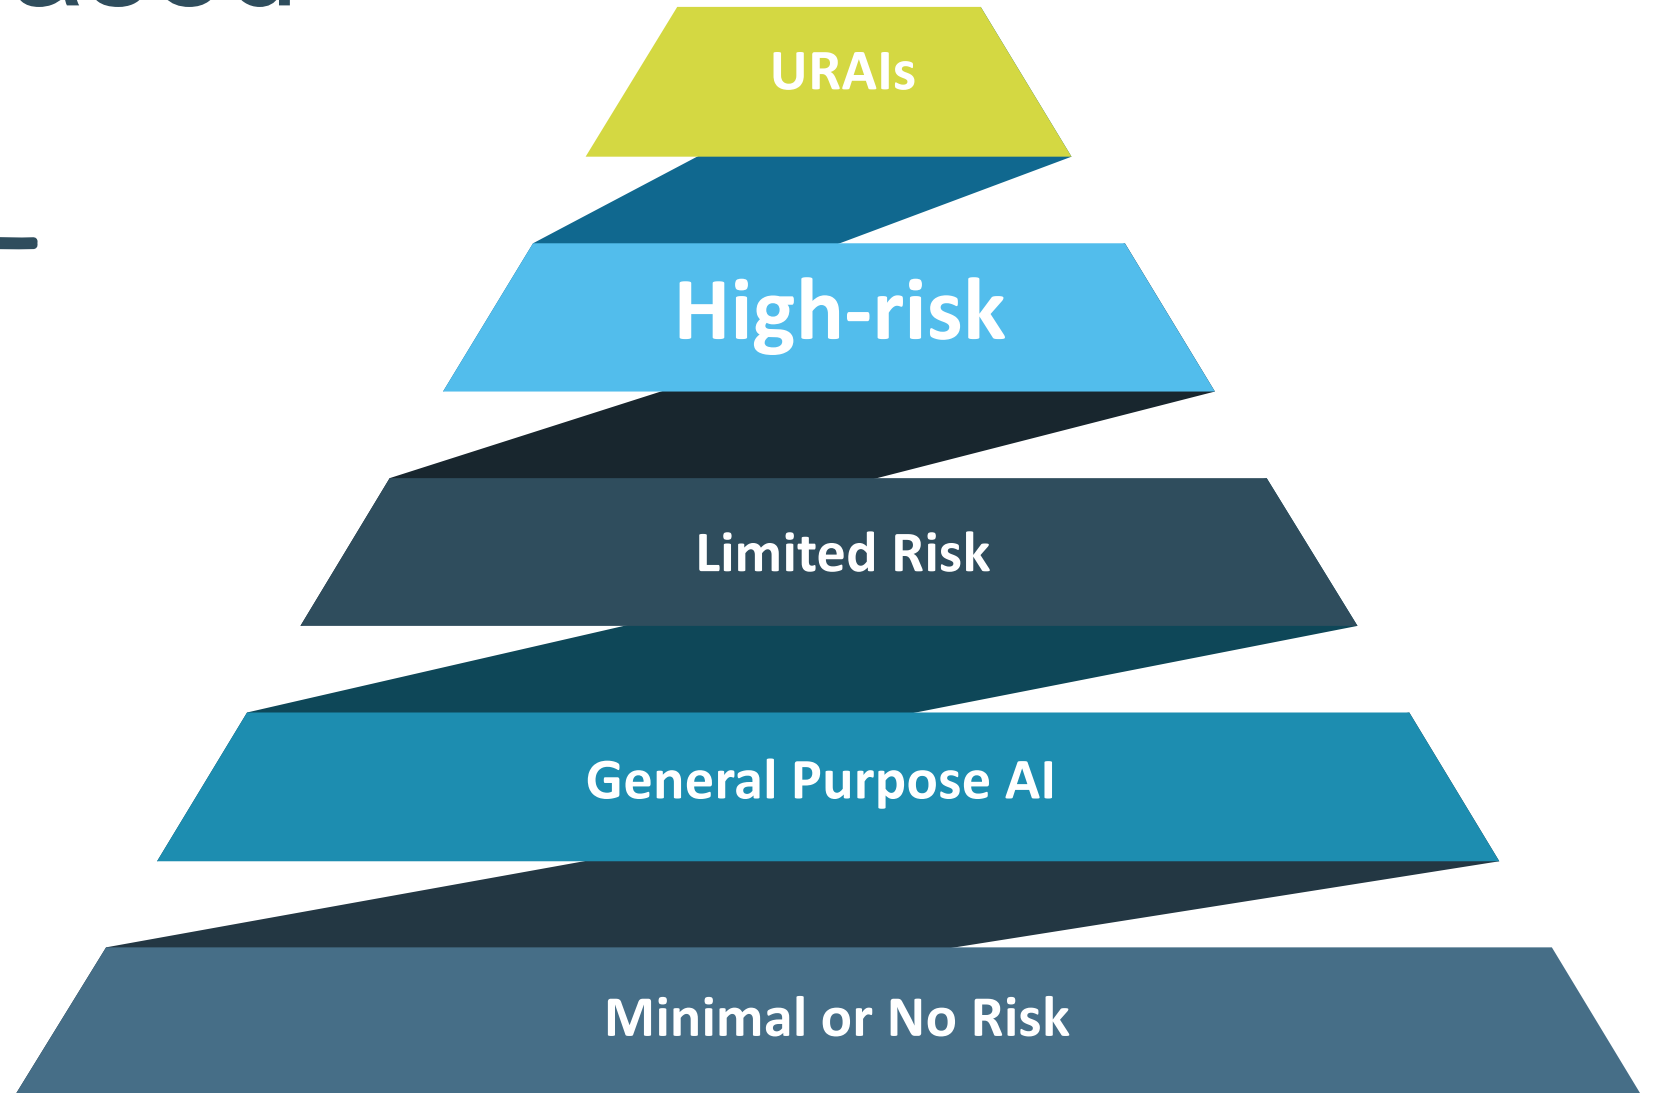 URAIs
High-risk
Limited Risk
General Purpose AI
Minimal or No Risk